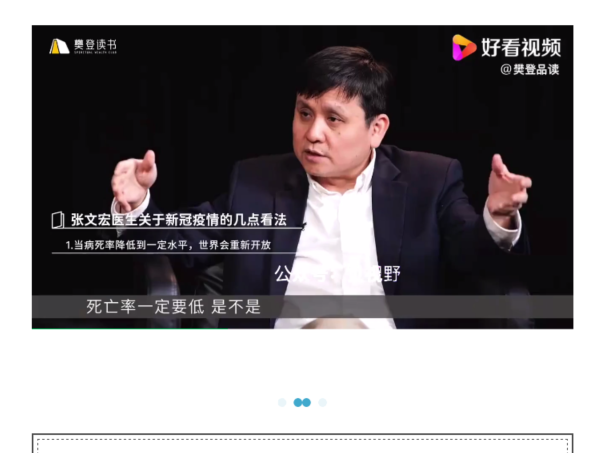 樊登读书
好看视频
@樊登品读
张文宏医生关于新冠疫情的几点看法
1.当病死率降低到一定水平，世界会重新开放
野
死亡率一定要低 是不是